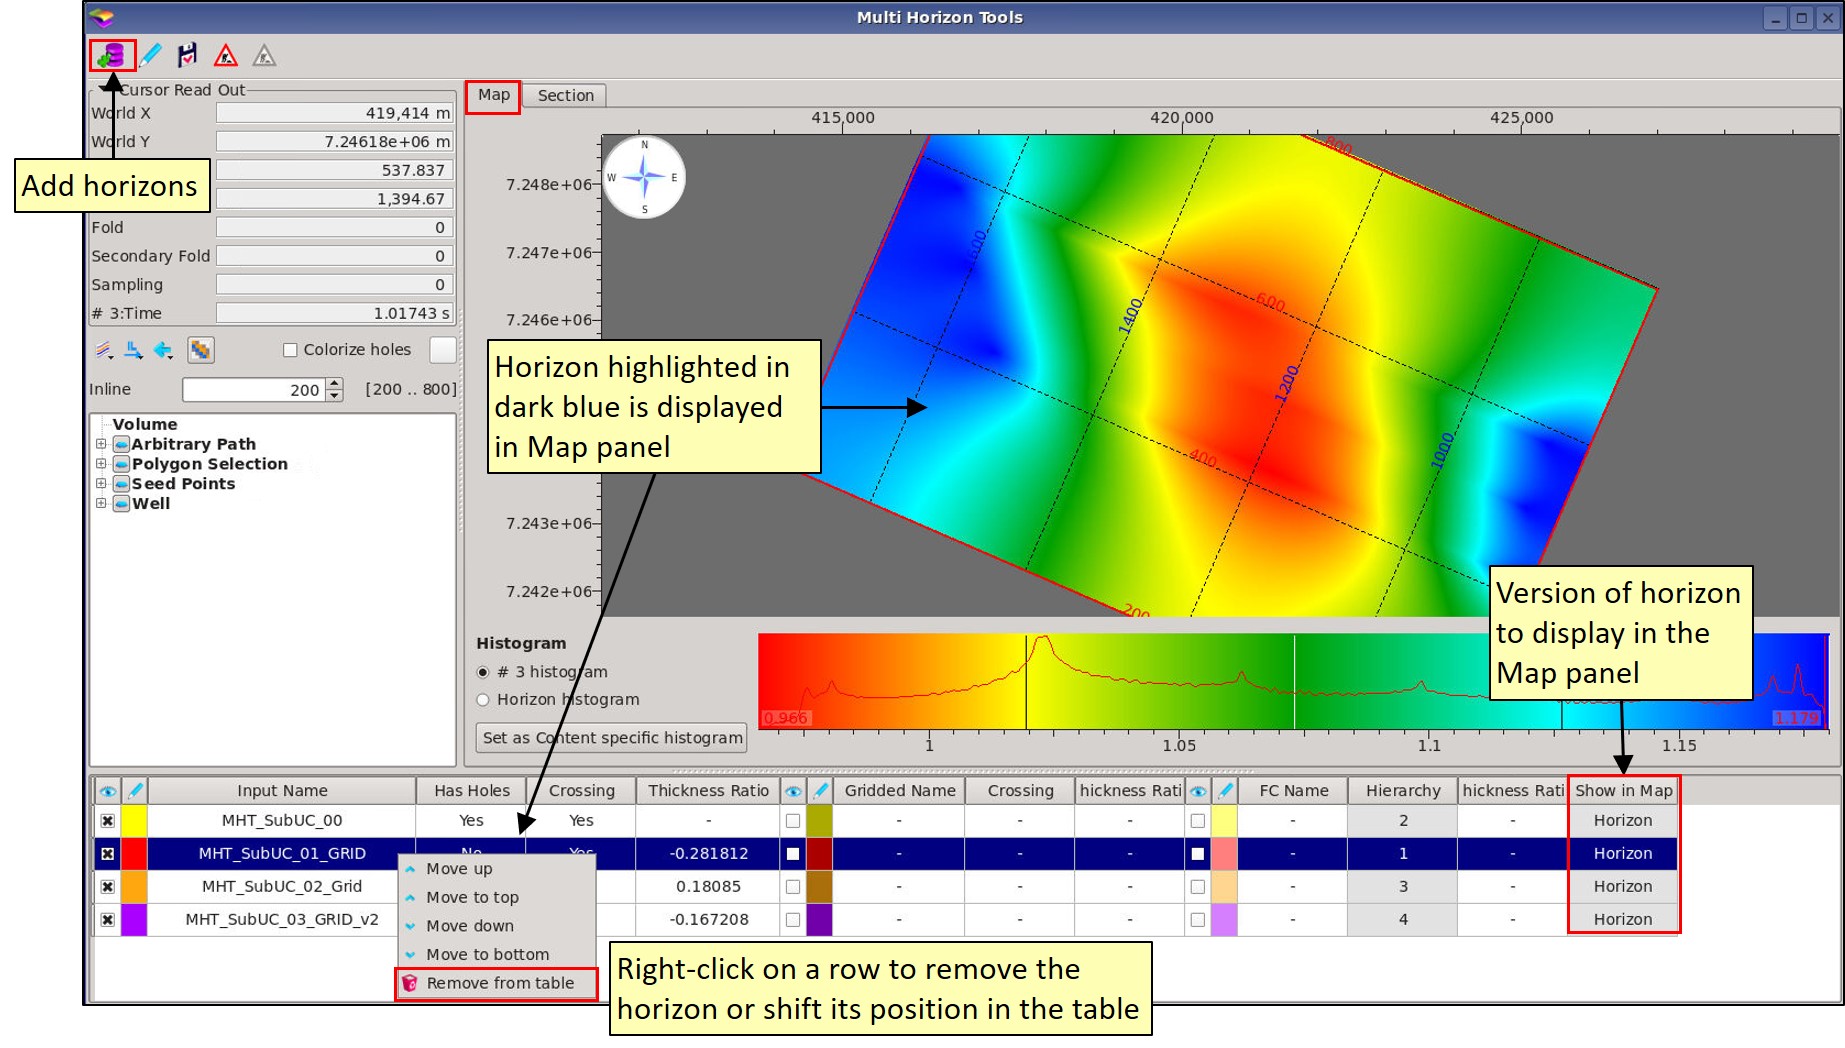 Multi Horizon Tools
Cursor Read Out
World X
419,414 m
World Y
7.24618e+06 m
537.837
1,394.67
Fold
0
Secondary Fold
0
Sampling
0
# 3:Time
1.01743 s
Add horizons
Colorize holes
Inline
200
[200 .. 800]
Volume
Arbitrary Path
Polygon Selection
Seed Points
Well
Map
Section
415,000
420,000
425,000
7.248e+06
7.247e+06
7.246e+06
7.243e+06
7.242e+06
N
W
E
S
800
1600
600
1400
1200
400
1000
200
Horizon highlighted in
dark blue is displayed
in Map panel
Version of horizon
to display in the
Map panel
Histogram
# 3 histogram
Horizon histogram
Set as Content specific histogram
0.966
1.179
1
1.05
1.1
1.15
Input Name Has Holes Crossing Thickness Ratio Gridded Name Crossing hickness Rati FC Name Hierarchy hickness Rati Show in Map
MHT_SubUC_00 Yes Yes - - - - - 2 - Horizon
MHT_SubUC_01_GRID No Yes -0.281812 - - - - 1 - Horizon
MHT_SubUC_02_Grid 0.18085 - - - - 3 - Horizon
MHT_SubUC_03_GRID_v2 -0.167208 - - - - 4 - Horizon
Move up
Move to top
Move down
Move to bottom
Remove from table
Right-click on a row to remove the
horizon or shift its position in the table